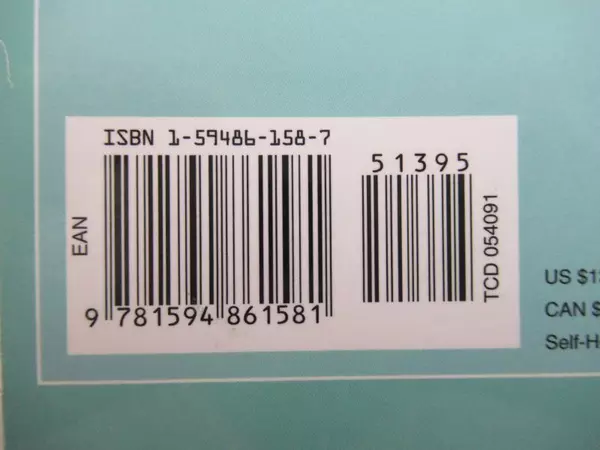 ISBN 1-59486-158-7
51395
EAN
TCD 054091
9 781594 861581
US $1
CAN $
Self-H